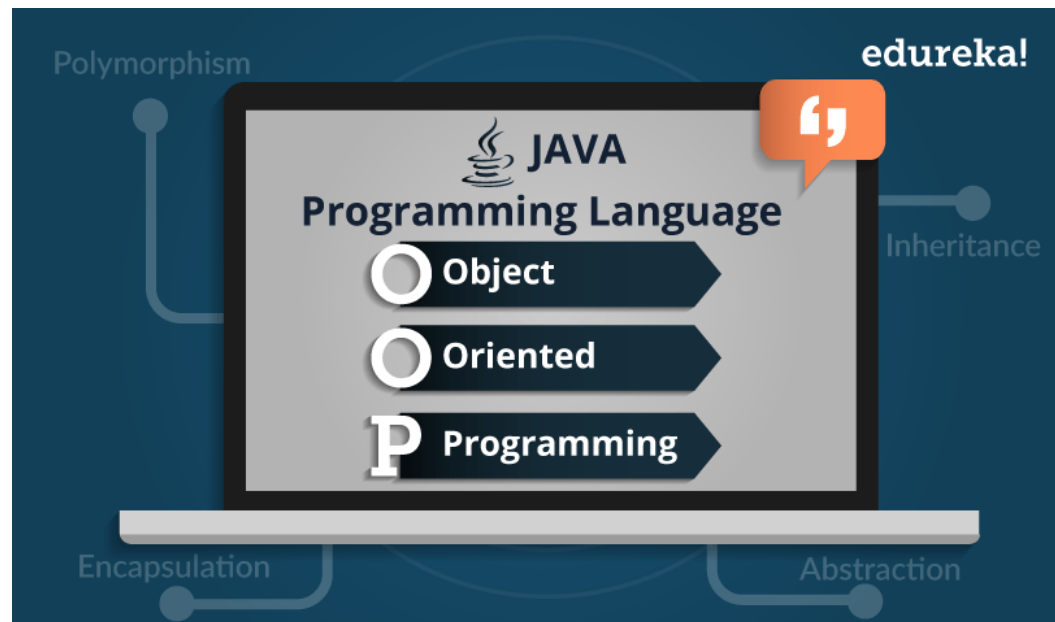 Polymorphism
edureka!
JAVA
Programming Language
Inheritance
O Object
O Oriented
P Programming
Encapsulation
Abstraction